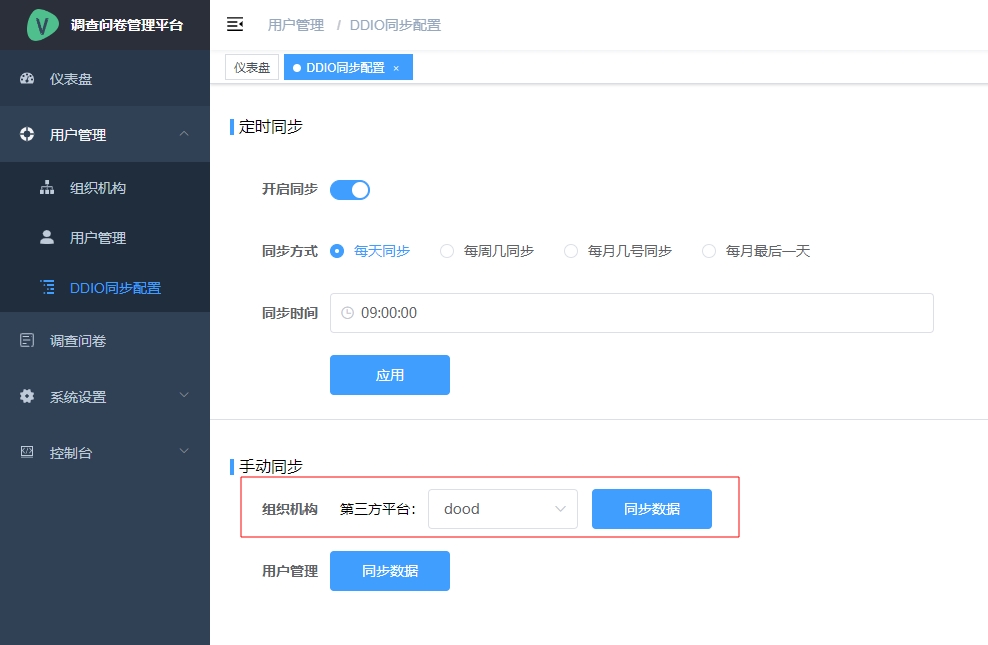 V 调查问卷管理平台
仪表盘
用户管理
组织机构
用户管理
DDIO同步配置
调查问卷
系统设置
控制台
用户管理 / DDIO同步配置
仪表盘 DDIO同步配置 ×
定时同步
开启同步
同步方式 每天同步 每周几同步 每月几号同步 每月最后一天
同步时间 09:00:00
应用
手动同步
组织机构 第三方平台： dood 同步数据
用户管理 同步数据